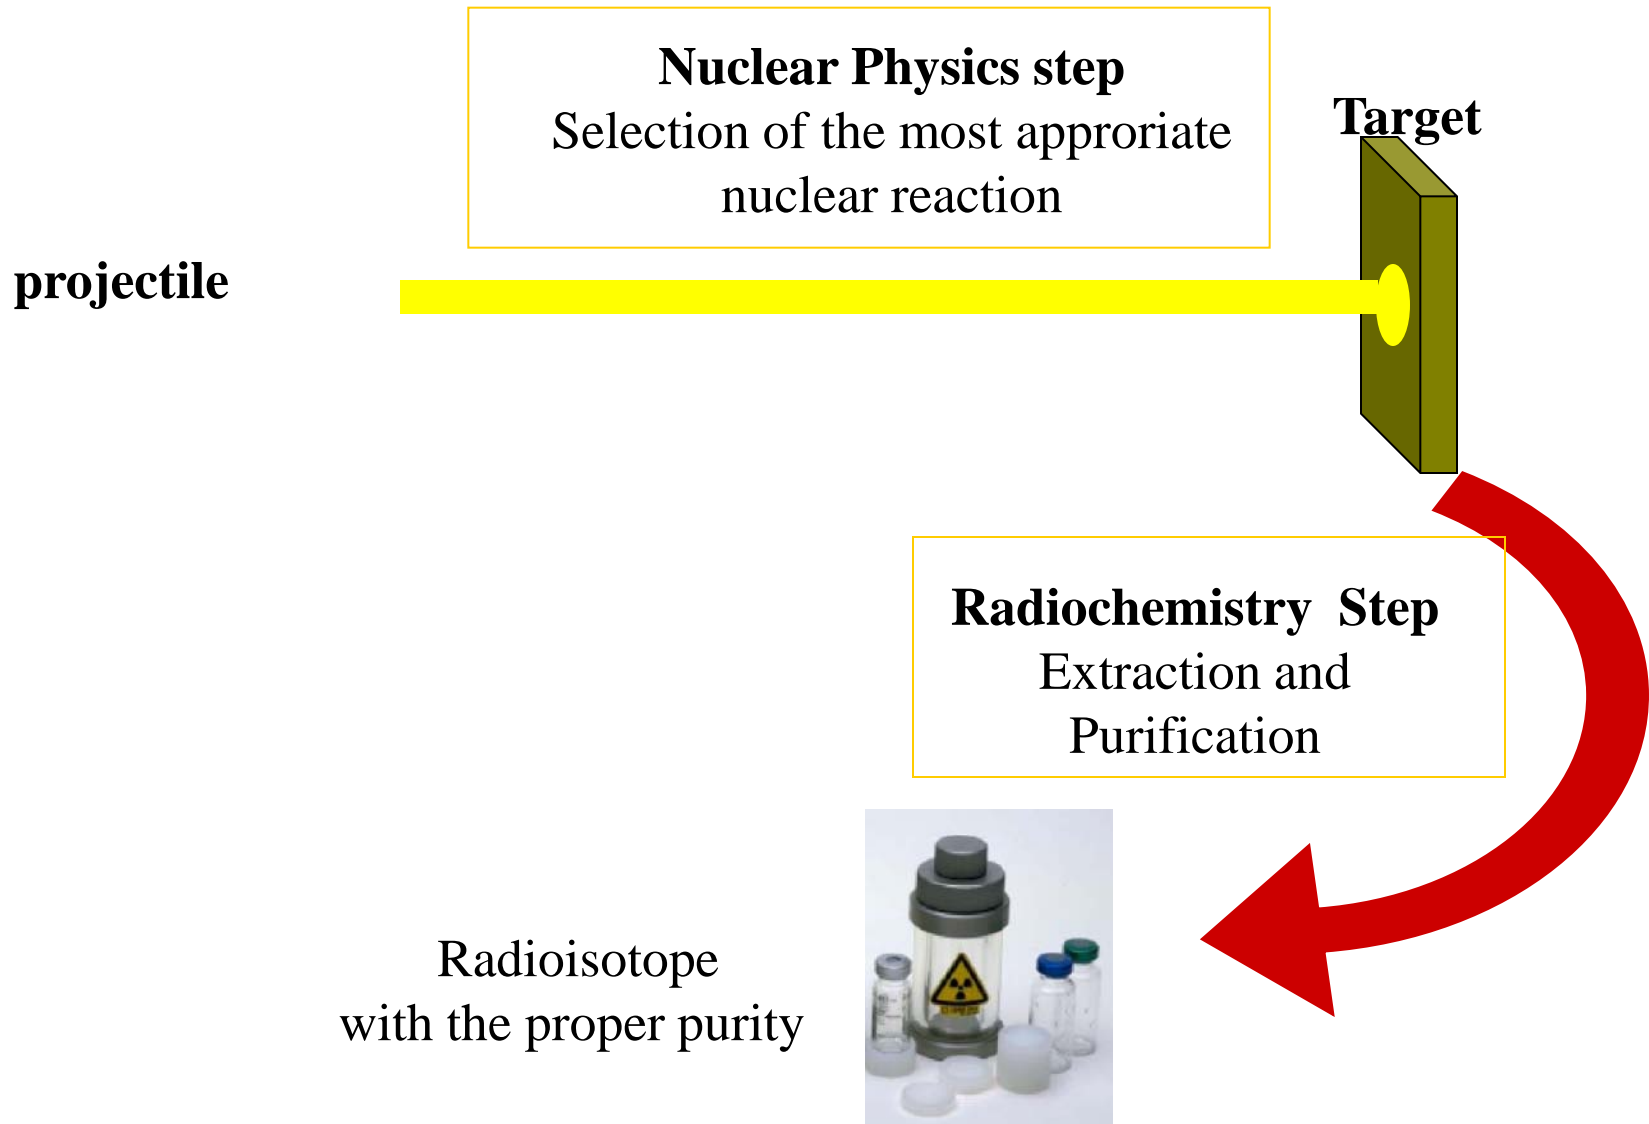 Nuclear Physics step
Selection of the most approriate
nuclear reaction
Target
projectile
Radiochemistry  Step
Extraction and
Purification
Radioisotope
with the proper purity